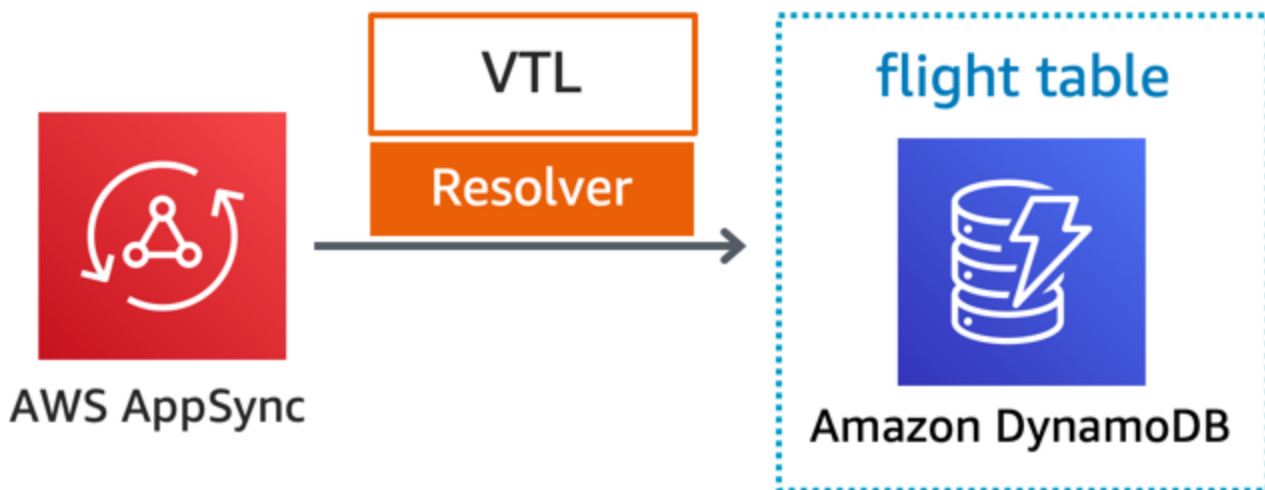 VTL
Resolver
AWS AppSync
flight table
Amazon DynamoDB